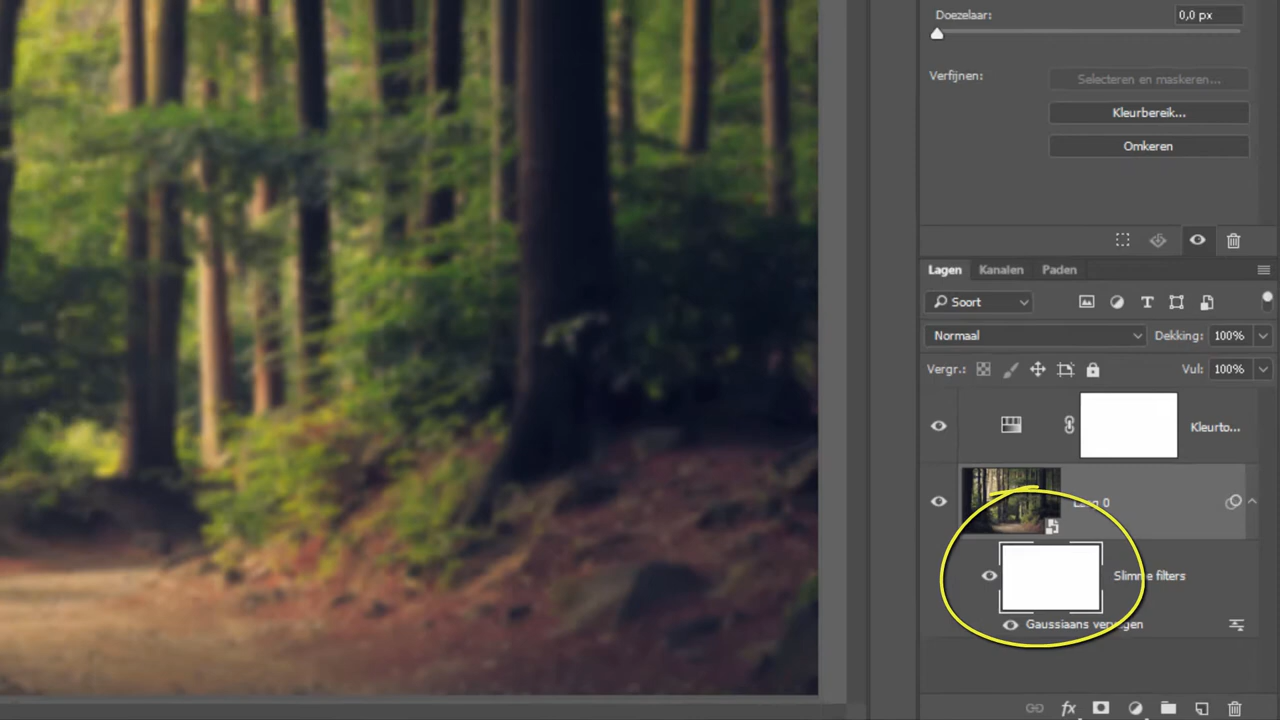 Doezelaar:
0,0 px
Verfijnen:
Selecteren en maskeren...
Kleurbereik...
Omkeren
Lagen Kanalen Paden
Soort
Normaal Dekking: 100%
Vergr.: Vul: 100%
Kleurto...
Laag 0
Slimme filters
Gaussiaans vervagen
fx